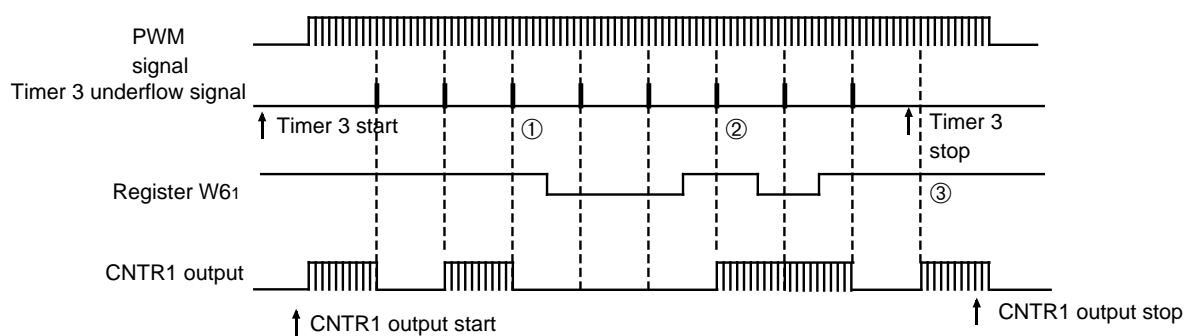 PWM
signal
Timer 3 underflow signal
Timer 3 start
①
②
Timer 3
stop
Register W61
③
CNTR1 output
CNTR1 output start
CNTR1 output stop